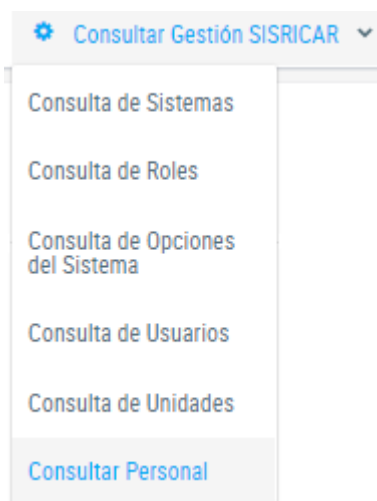 Consultar Gestión SISRICAR
Consulta de Sistemas
Consulta de Roles
Consulta de Opciones
del Sistema
Consulta de Usuarios
Consulta de Unidades
Consultar Personal